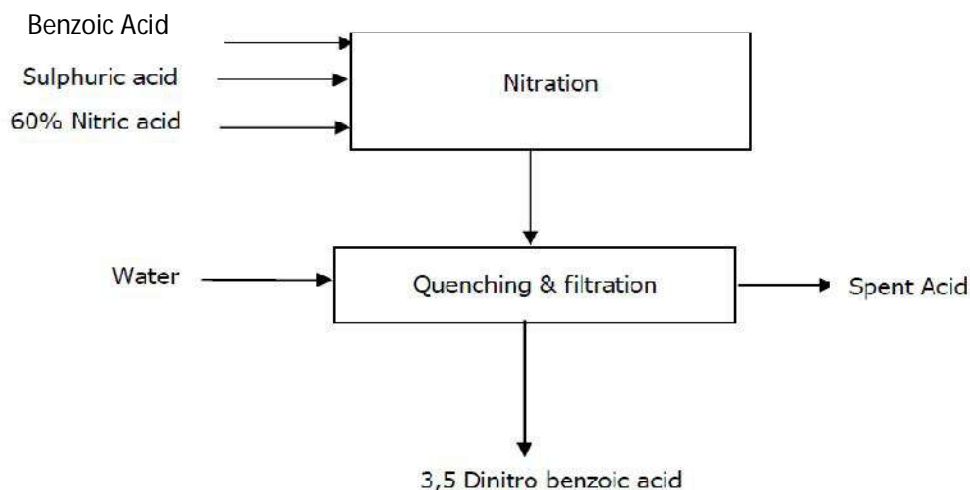 Benzoic Acid
Sulphuric acid
60% Nitric acid
Nitration
Water
Quenching & filtration
Spent Acid
3,5 Dinitro benzoic acid